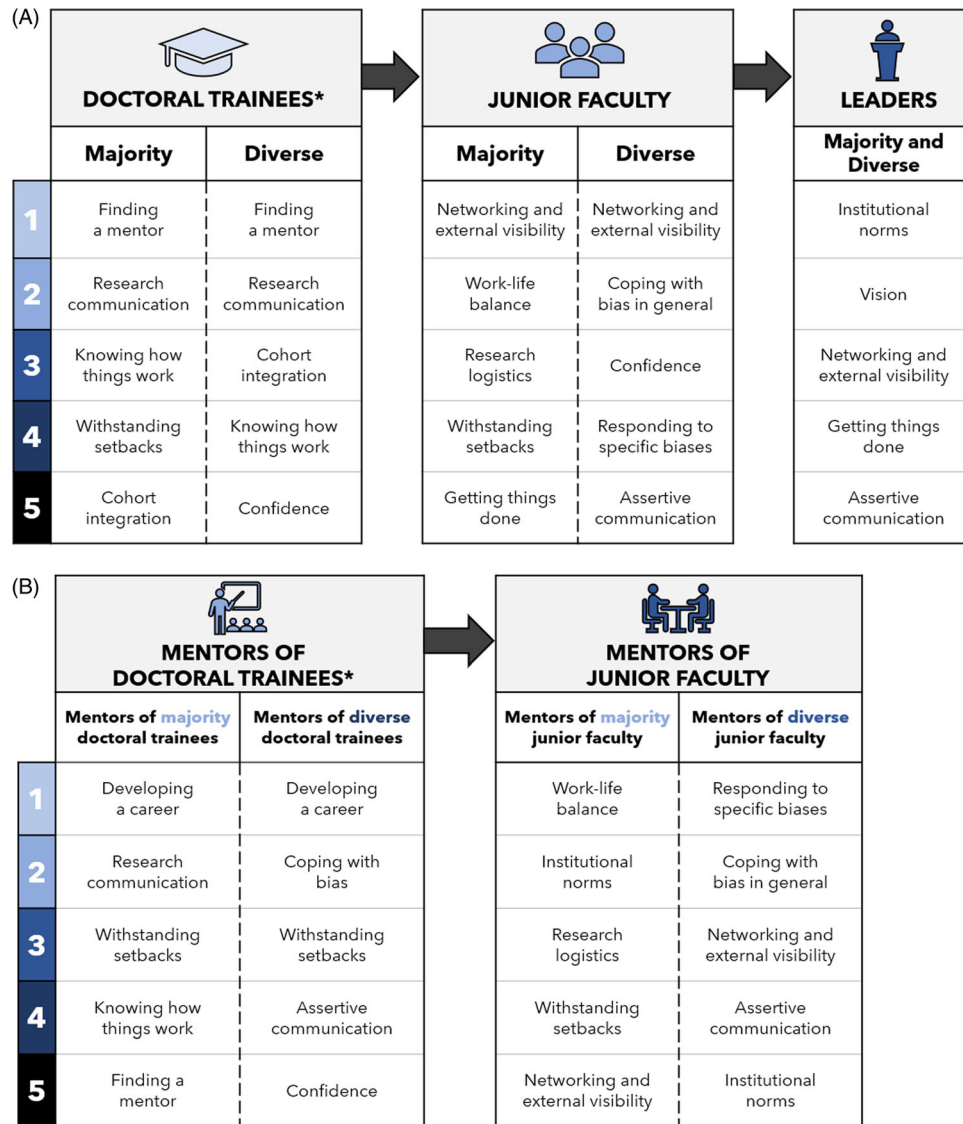 (A)
DOCTORAL TRAINEES*
JUNIOR FACULTY
LEADERS
Majority
Diverse
Majority
Diverse
Majority and
Diverse
1
Finding
a mentor
Finding
a mentor
Networking and
external visibility
Networking and
external visibility
Institutional
norms
2
Research
communication
Research
communication
Work-life
balance
Coping with
bias in general
Vision
3
Knowing how
things work
Cohort
integration
Research
logistics
Confidence
Networking and
external visibility
4
Withstanding
setbacks
Knowing how
things work
Withstanding
setbacks
Responding to
specific biases
Getting things
done
5
Cohort
integration
Confidence
Getting things
done
Assertive
communication
Assertive
communication
(B)
MENTORS OF
DOCTORAL TRAINEES*
MENTORS OF
JUNIOR FACULTY
Mentors of majority
doctoral trainees
Mentors of diverse
doctoral trainees
Mentors of majority
junior faculty
Mentors of diverse
junior faculty
1
Developing
a career
Developing
a career
Work-life
balance
Responding to
specific biases
2
Research
communication
Coping with
bias
Institutional
norms
Coping with
bias in general
3
Withstanding
setbacks
Withstanding
setbacks
Research
logistics
Networking and
external visibility
4
Knowing how
things work
Assertive
communication
Withstanding
setbacks
Assertive
communication
5
Finding a
mentor
Confidence
Networking and
external visibility
Institutional
norms